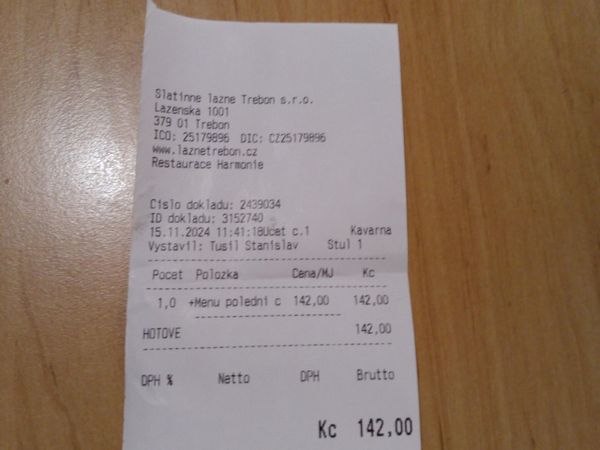 Slatinne lazne Trebon s.r.o.
Lazenska 1001
379 01 Trebon
ICO: 25179896 DIC: CZ25179896
www.laznetrebon.cz
Restaurace Harmonie
Cislo dokladu: 2439034
ID dokladu: 3152740
15.11.2024 11:41:18Ucet c.1 Kavarna
Vystavil: Tusil Stanislav Stul 1
Pocet Polozka Cena/MJ Kc
1,0 +Menu poledni c 142,00 142,00
HOTOVE 142,00
DPH % Netto DPH Brutto
Kc 142,00